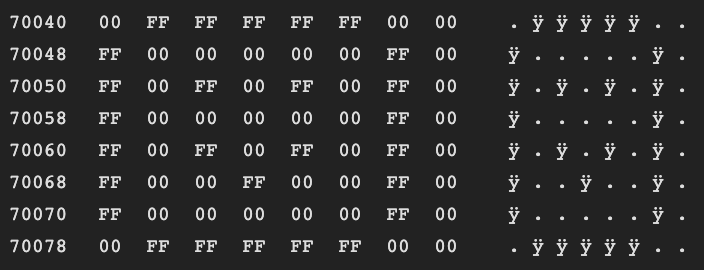 70040 00 FF FF FF FF FF 00 00 . ÿ ÿ ÿ ÿ ÿ . .
70048 FF 00 00 00 00 00 FF 00 ÿ . . . . . ÿ .
70050 FF 00 FF 00 FF 00 FF 00 ÿ . ÿ . ÿ . ÿ .
70058 FF 00 00 00 00 00 FF 00 ÿ . . . . . ÿ .
70060 FF 00 FF 00 FF 00 FF 00 ÿ . ÿ . ÿ . ÿ .
70068 FF 00 00 FF 00 00 FF 00 ÿ . . ÿ . . ÿ .
70070 FF 00 00 00 00 00 FF 00 ÿ . . . . . ÿ .
70078 00 FF FF FF FF FF 00 00 . ÿ ÿ ÿ ÿ ÿ . .